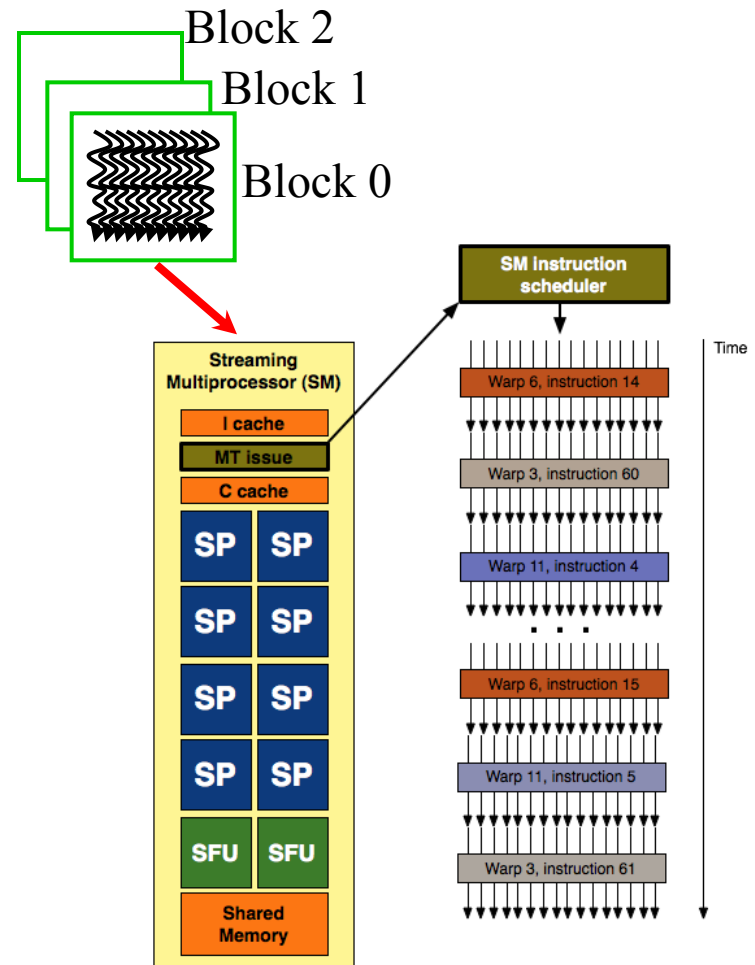 Block 2
Block 1
Block 0
SM instruction
scheduler
Time
Streaming
Multiprocessor (SM)
I cache
MT issue
C cache
SP SP
SP SP
SP SP
SP SP
SFU SFU
Shared
Memory
Warp 6, instruction 14
Warp 3, instruction 60
Warp 11, instruction 4
. . .
Warp 6, instruction 15
Warp 11, instruction 5
Warp 3, instruction 61